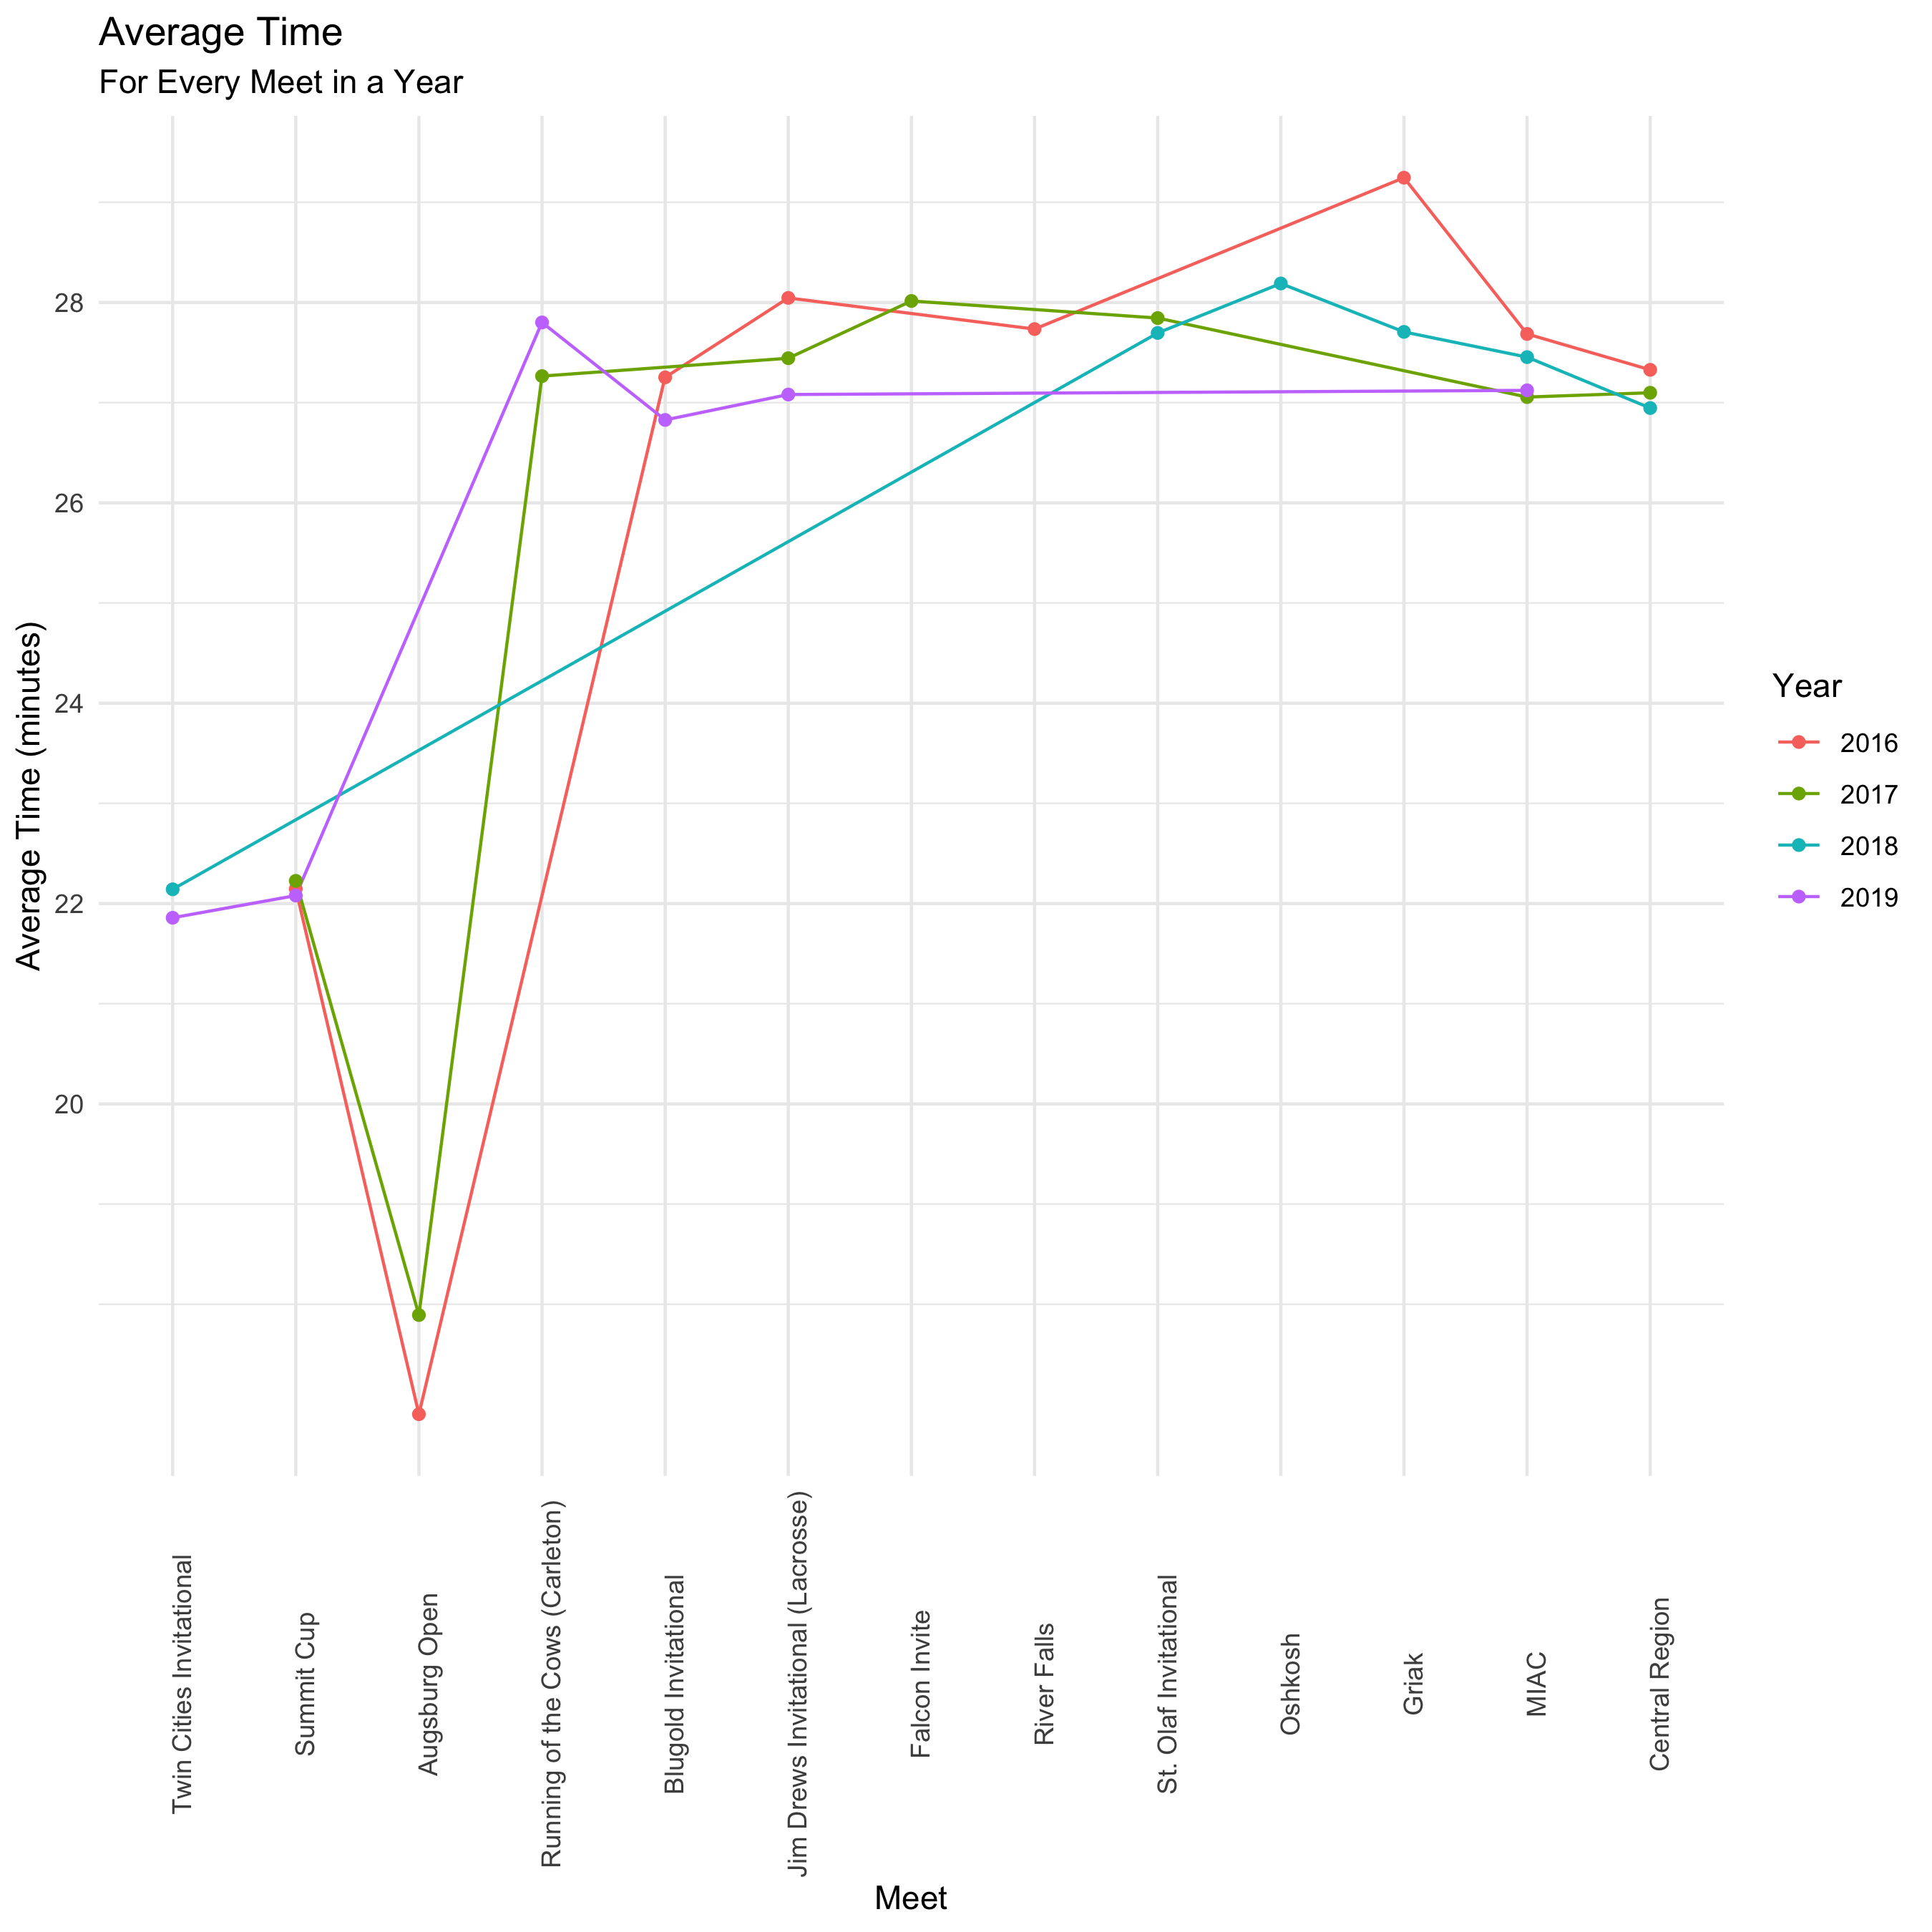 Average Time
For Every Meet in a Year
28
26
24
22
20
Average Time (minutes)
Twin Cities Invitational
Summit Cup
Augsburg Open
Running of the Cows (Carleton)
Blugold Invitational
Jim Drews Invitational (Lacrosse)
Falcon Invite
River Falls
St. Olaf Invitational
Oshkosh
Griak
MIAC
Central Region
Meet
Year
2016
2017
2018
2019